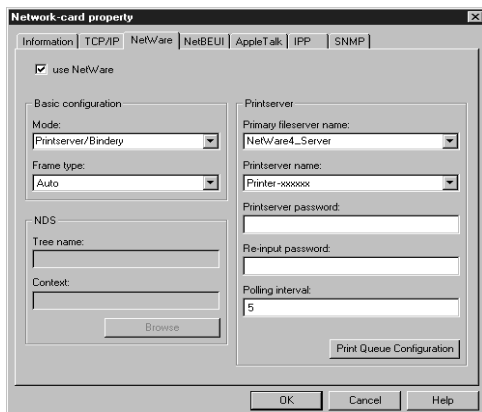 Network-card property
Information TCP/IP NetWare NetBEUI AppleTalk IPP SNMP
use NetWare
Basic configuration
Mode:
Printserver/Bindery
Frame type:
Auto
NDS
Tree name:
Context:
Browse
Printserver
Primary fileserver name:
NetWare4_Server
Printserver name:
Printer-xxxxxx
Printserver password:
Re-input password:
Polling interval:
5
Print Queue Configuration
OK Cancel Help